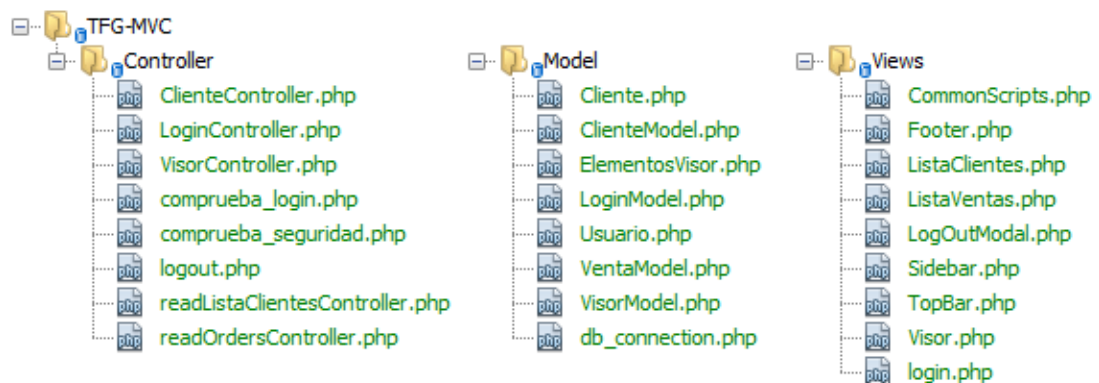 TFG-MVC
Controller
ClienteController.php
LoginController.php
VisorController.php
comprueba_login.php
comprueba_seguridad.php
logout.php
readListaClientesController.php
readOrdersController.php
Model
Cliente.php
ClienteModel.php
ElementosVisor.php
LoginModel.php
Usuario.php
VentaModel.php
VisorModel.php
db_connection.php
Views
CommonScripts.php
Footer.php
ListaClientes.php
ListaVentas.php
LogOutModal.php
Sidebar.php
TopBar.php
Visor.php
login.php